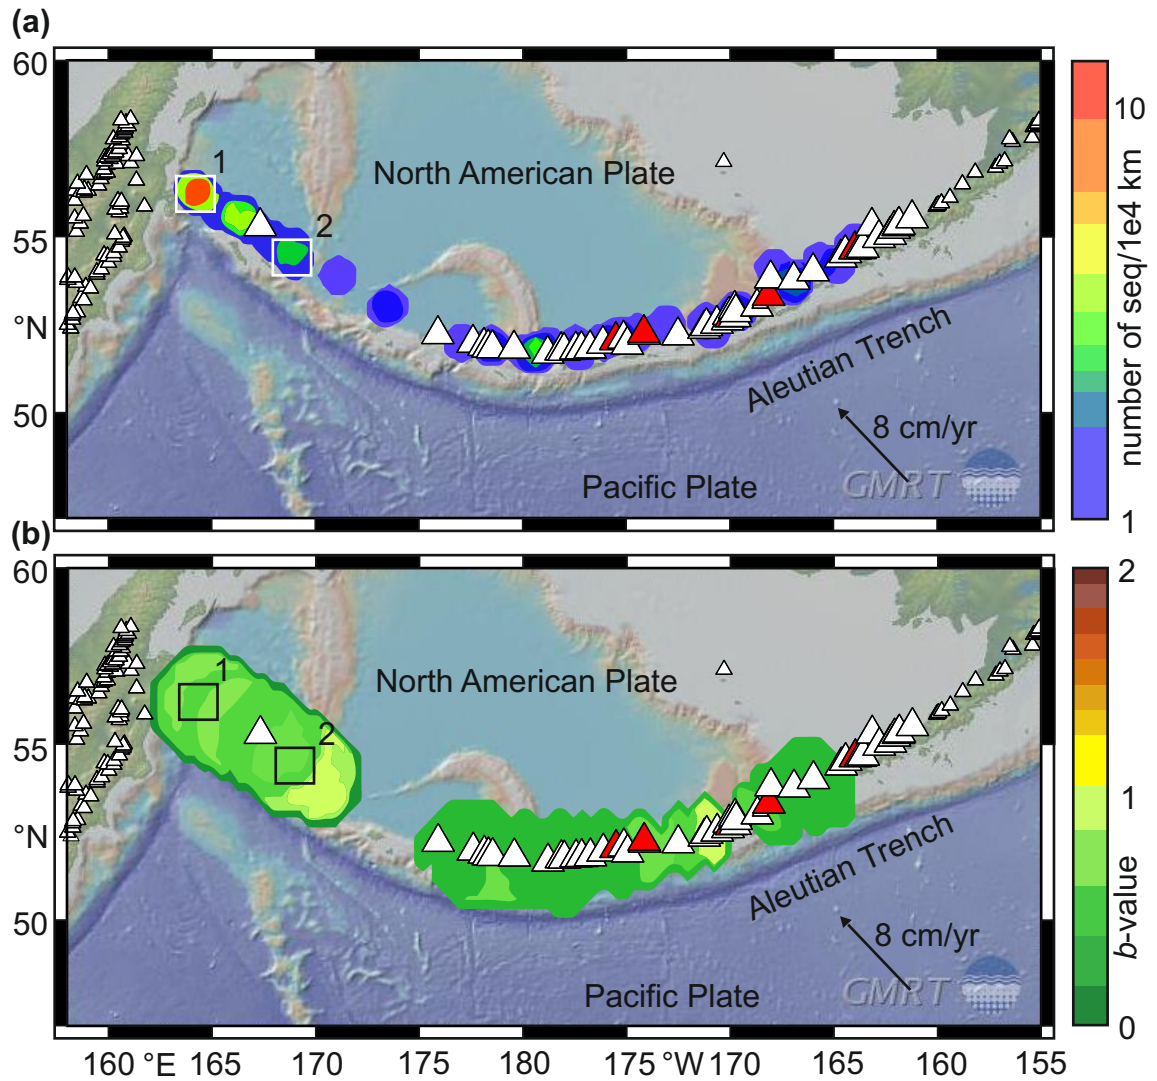 (a)
60
1
North American Plate
10
2
55
°N
Aleutian Trench
50
8 cm/yr
GMRT
Pacific Plate
number of seq/1e4 km
1
(b)
60
2
1
North American Plate
2
55
1
°N
Aleutian Trench
50
8 cm/yr
GMRT
Pacific Plate
b-value
0
160 °E 165 170 175 180 175 °W 170 165 160 155